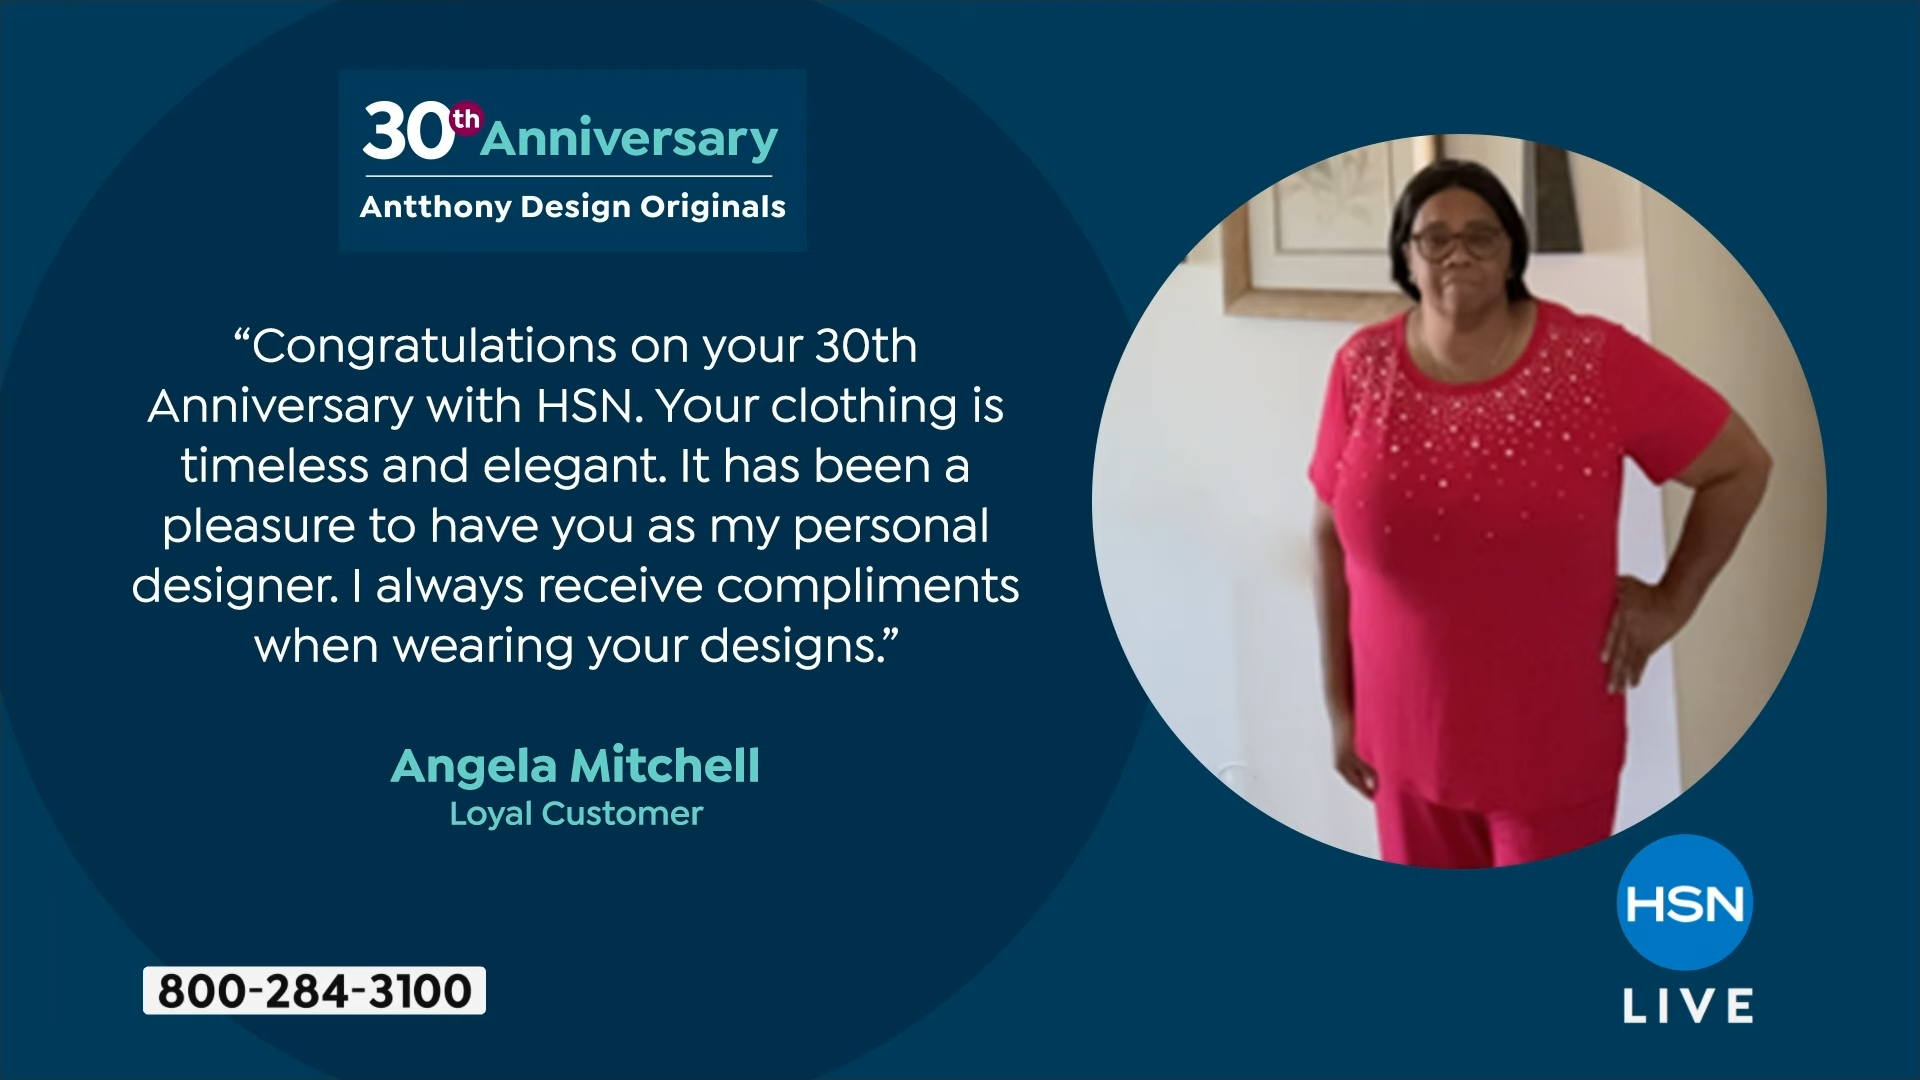 30th Anniversary
Antthony Design Originals
“Congratulations on your 30th
Anniversary with HSN. Your clothing is
timeless and elegant. It has been a
pleasure to have you as my personal
designer. I always receive compliments
when wearing your designs.”
Angela Mitchell
Loyal Customer
800-284-3100
HSN
LIVE